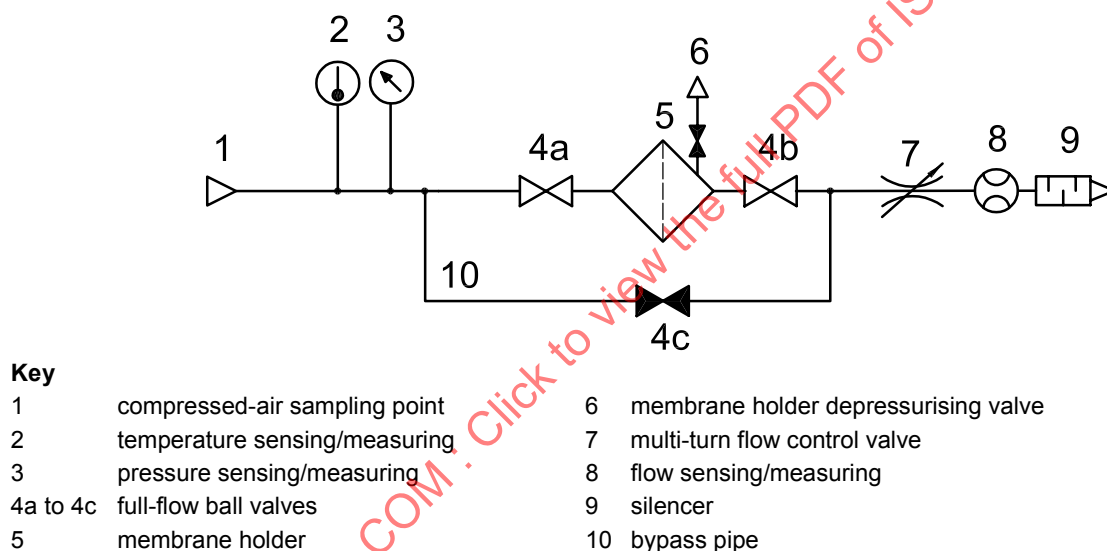 2 3 6
1 4a 5 4b 7 8 9
10
4c
Key
1 compressed-air sampling point
2 temperature sensing/measuring
3 pressure sensing/measuring
4a to 4c full-flow ball valves
5 membrane holder
6 membrane holder depressurising valve
7 multi-turn flow control valve
8 flow sensing/measuring
9 silencer
10 bypass pipe
COM : Click to view the full PDF of